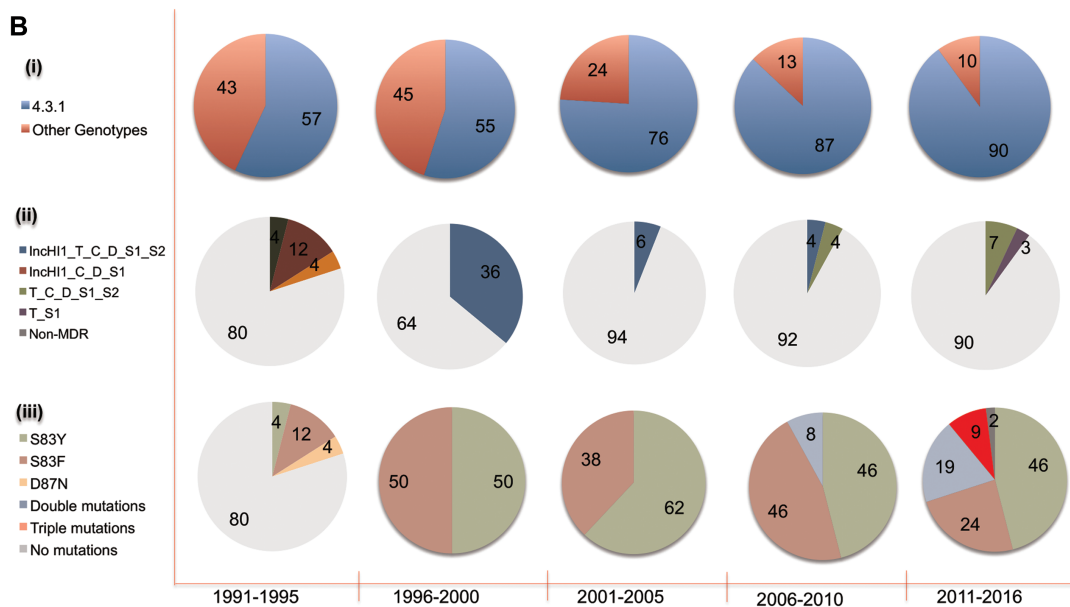 B
(i)
4.3.1
Other Genotypes
43
57
45
55
24
76
13
87
10
90
(ii)
IncHI1_T_C_D_S1_S2
IncHI1_C_D_S1
T_C_D_S1_S2
T_S1
Non-MDR
4
12
4
80
36
64
6
94
4
4
92
7
3
90
(iii)
S83Y
S83F
D87N
Double mutations
Triple mutations
No mutations
4
12
4
80
50
50
38
62
8
46
46
9
2
19
46
24
1991-1995
1996-2000
2001-2005
2006-2010
2011-2016